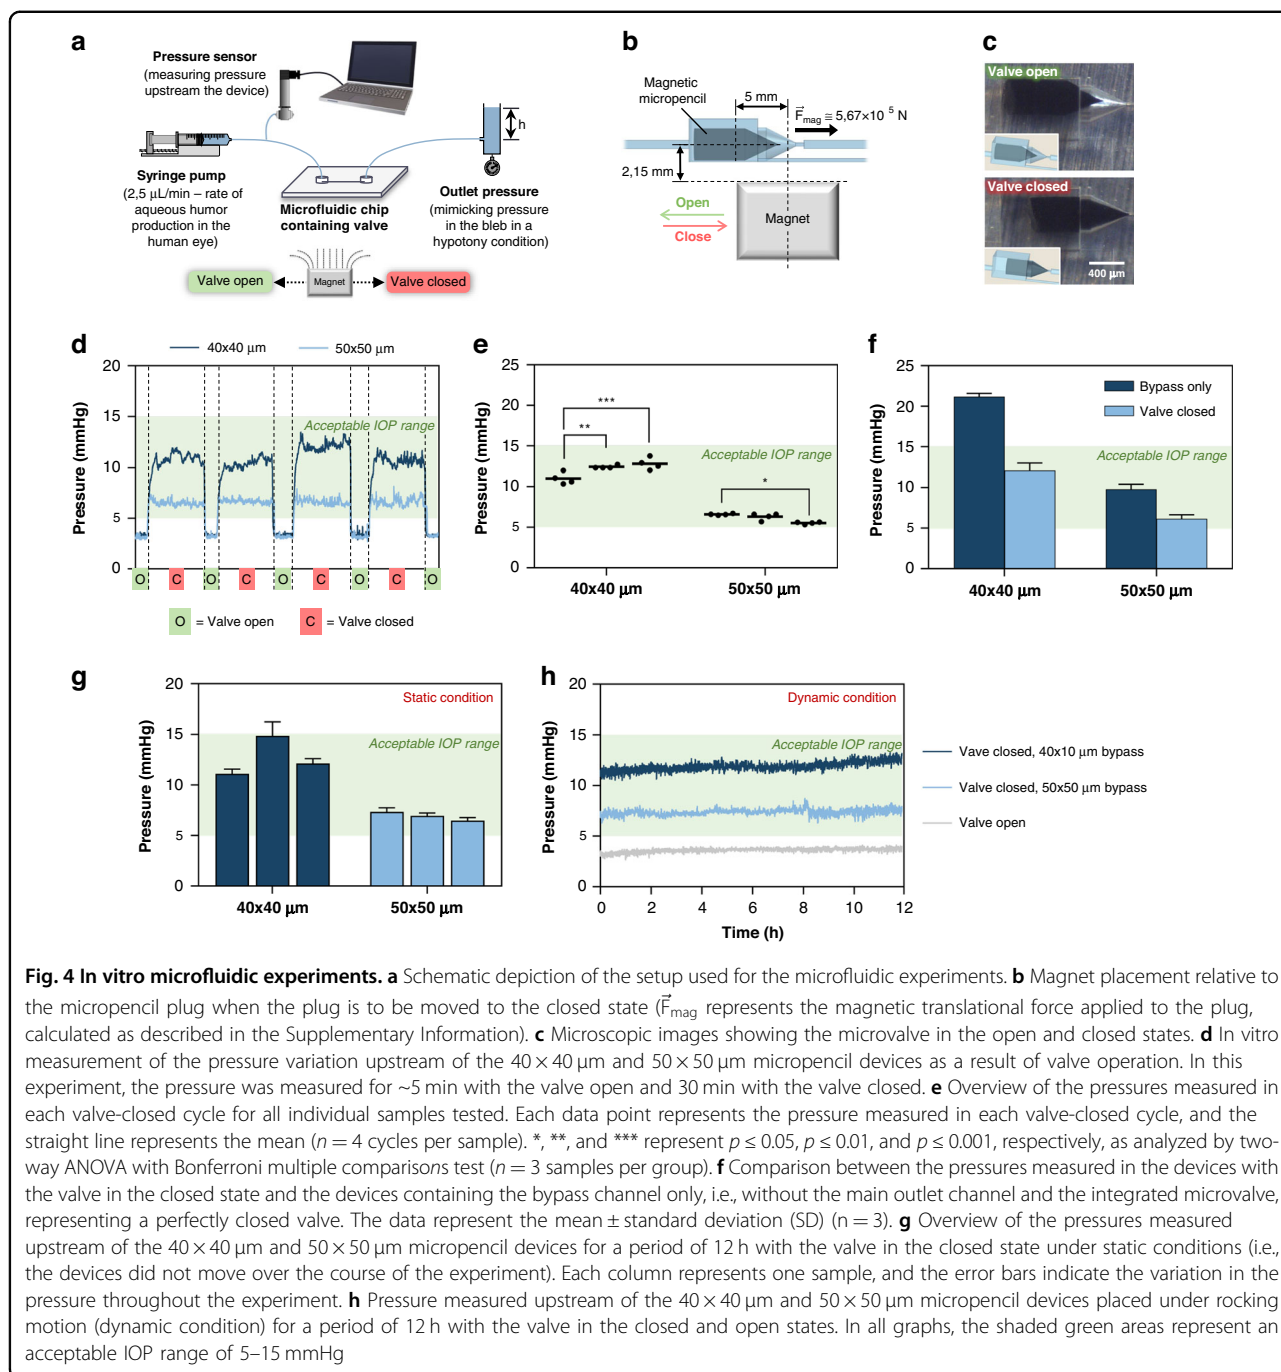 a
Pressure sensor
(measuring pressure
upstream the device)
h
Syringe pump
(2,5 µL/min – rate of
aqueous humor
production in the
human eye)
Microfluidic chip
containing valve
Outlet pressure
(mimicking pressure
in the bleb in a
hypotony condition)
Valve open
Magnet
Valve closed
b
Magnetic
micropencil
5 mm
F⃗mag ≅ 5,67×10 5 N
2,15 mm
Open
Close
Magnet
c
Valve open
Valve closed
400 µm
d
40x40 µm
50x50 µm
Pressure (mmHg)
20
15
10
5
0
Acceptable IOP range
O C O C O C O C O
O = Valve open
C = Valve closed
e
Pressure (mmHg)
25
20
15
10
5
0
***
**
*
Acceptable IOP range
40x40 µm
50x50 µm
f
Pressure (mmHg)
25
20
15
10
5
0
Bypass only
Valve closed
Acceptable IOP range
40x40 µm
50x50 µm
g
Pressure (mmHg)
20
15
10
5
0
Static condition
Acceptable IOP range
40x40 µm
50x50 µm
h
Pressure (mmHg)
20
15
10
5
0
Dynamic condition
Acceptable IOP range
0 2 4 6 8 10 12
Time (h)
Vave closed, 40x10 µm bypass
Valve closed, 50x50 µm bypass
Valve open
Fig. 4 In vitro microfluidic experiments. a Schematic depiction of the setup used for the microfluidic experiments. b Magnet placement relative to
the micropencil plug when the plug is to be moved to the closed state (F⃗mag represents the magnetic translational force applied to the plug,
calculated as described in the Supplementary Information). c Microscopic images showing the microvalve in the open and closed states. d In vitro
measurement of the pressure variation upstream of the 40 × 40 µm and 50 × 50 µm micropencil devices as a result of valve operation. In this
experiment, the pressure was measured for ~5 min with the valve open and 30 min with the valve closed. e Overview of the pressures measured in
each valve-closed cycle for all individual samples tested. Each data point represents the pressure measured in each valve-closed cycle, and the
straight line represents the mean (n = 4 cycles per sample). *, **, and *** represent p ≤ 0.05, p ≤ 0.01, and p ≤ 0.001, respectively, as analyzed by two-
way ANOVA with Bonferroni multiple comparisons test (n = 3 samples per group). f Comparison between the pressures measured in the devices with
the valve in the closed state and the devices containing the bypass channel only, i.e., without the main outlet channel and the integrated microvalve,
representing a perfectly closed valve. The data represent the mean ± standard deviation (SD) (n = 3). g Overview of the pressures measured
upstream of the 40 × 40 µm and 50 × 50 µm micropencil devices for a period of 12 h with the valve in the closed state under static conditions (i.e.,
the devices did not move over the course of the experiment). Each column represents one sample, and the error bars indicate the variation in the
pressure throughout the experiment. h Pressure measured upstream of the 40 × 40 µm and 50 × 50 µm micropencil devices placed under rocking
motion (dynamic condition) for a period of 12 h with the valve in the closed and open states. In all graphs, the shaded green areas represent an
acceptable IOP range of 5–15 mmHg